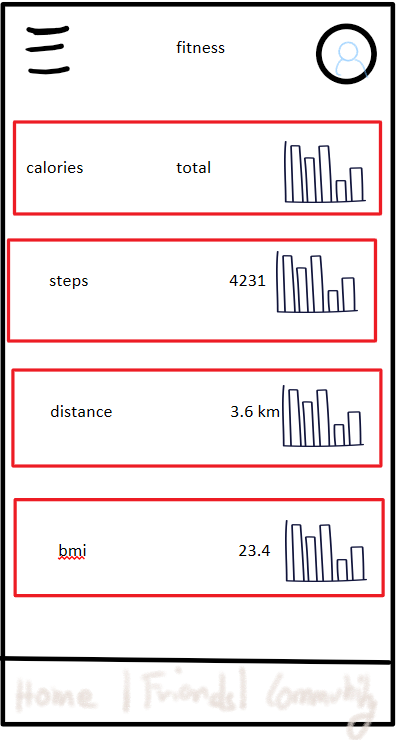 fitness
calories total
steps 4231
distance 3.6 km
bmi 23.4
Home | Friends | Community